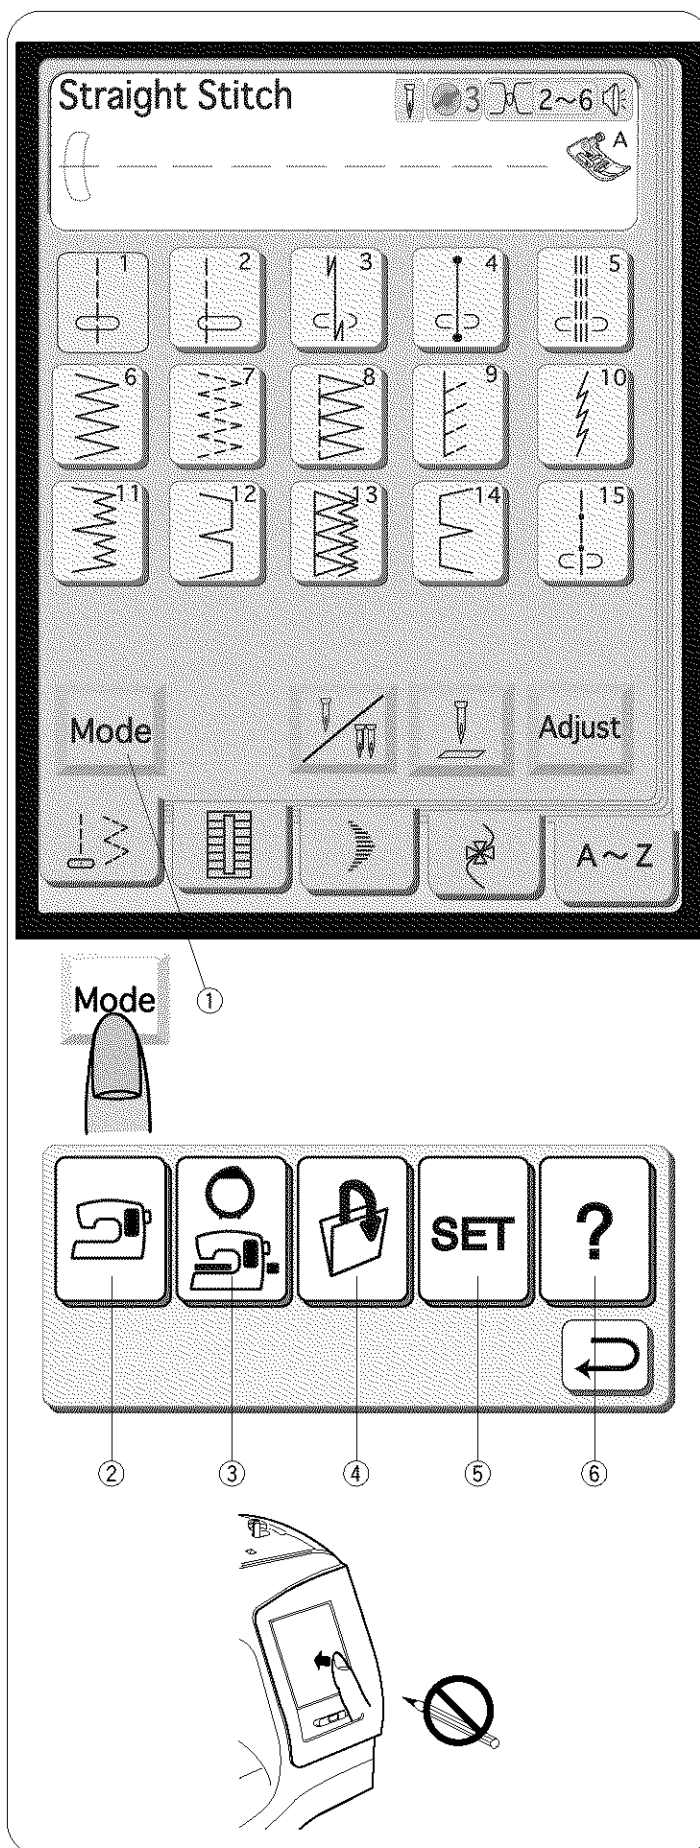 Straight Stitch 3 2~6
A
1 2 3 4 5
6 7 8 9 10
11 12 13 14 15
Mode Adjust
A~Z
Mode ①
SET ?
② ③ ④ ⑤ ⑥